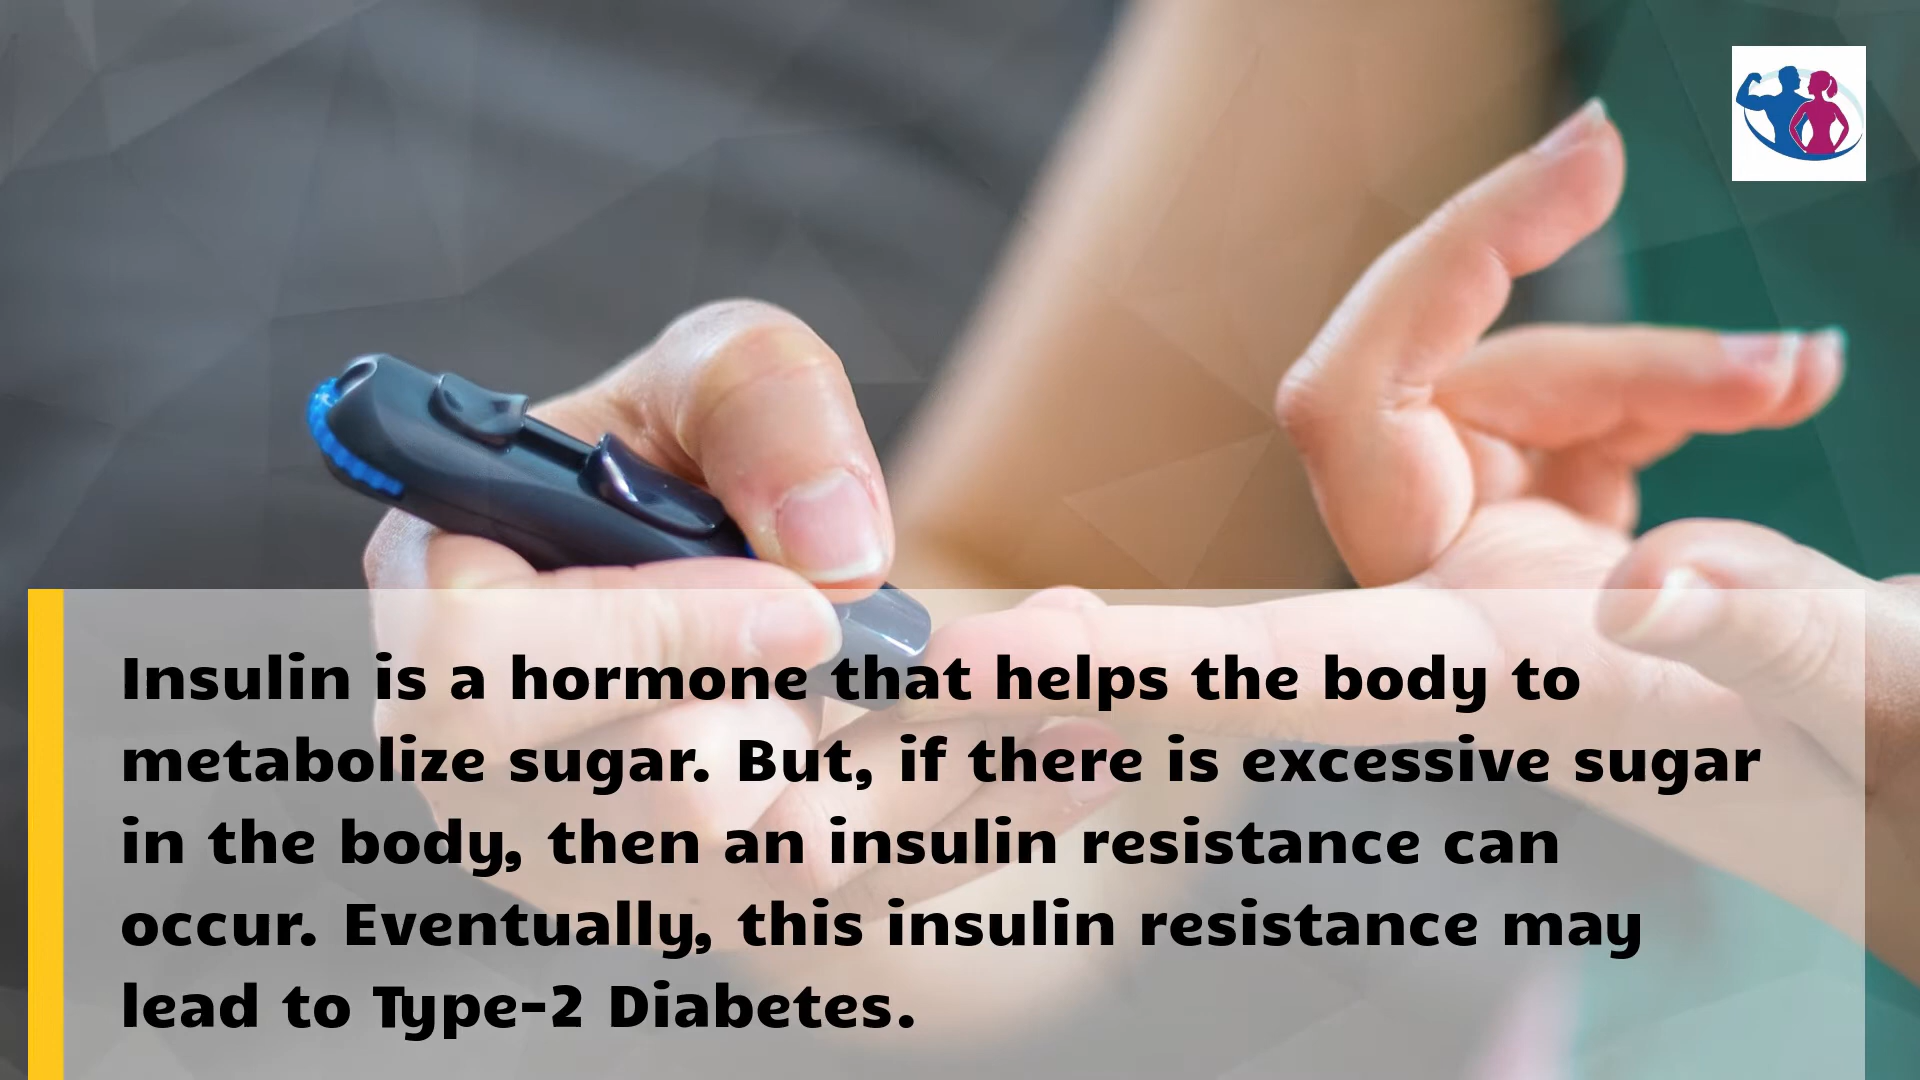 Insulin is a hormone that helps the body to
metabolize sugar. But, if there is excessive sugar
in the body, then an insulin resistance can
occur. Eventually, this insulin resistance may
lead to Type-2 Diabetes.